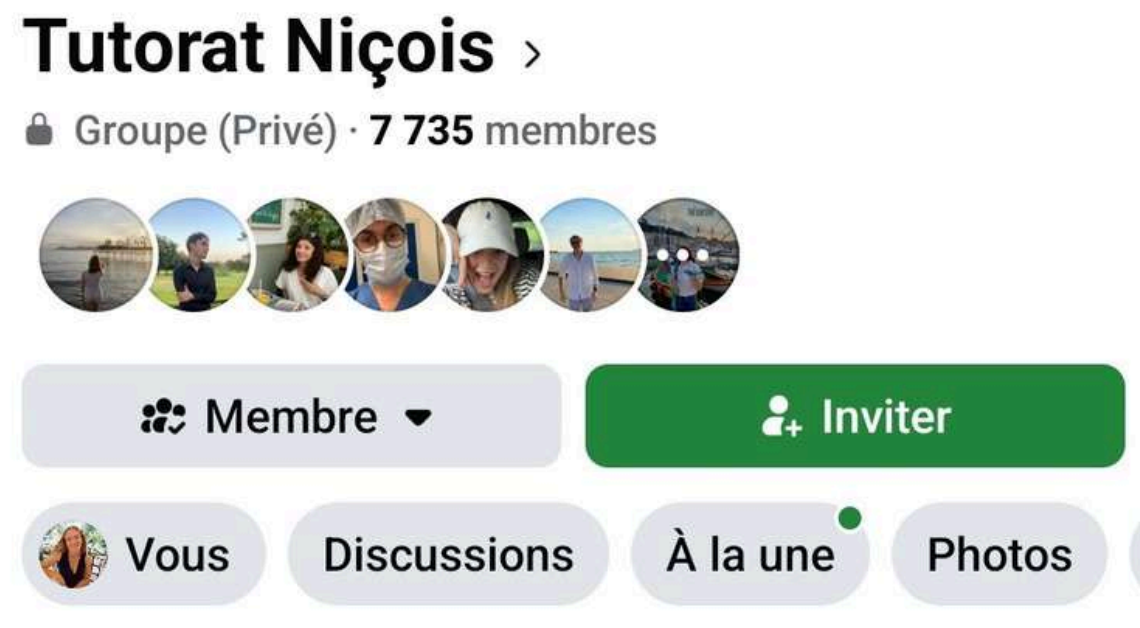 Tutorat Niçois >
Groupe (Privé) · 7 735 membres
Membre
Inviter
Vous
Discussions
À la une
Photos